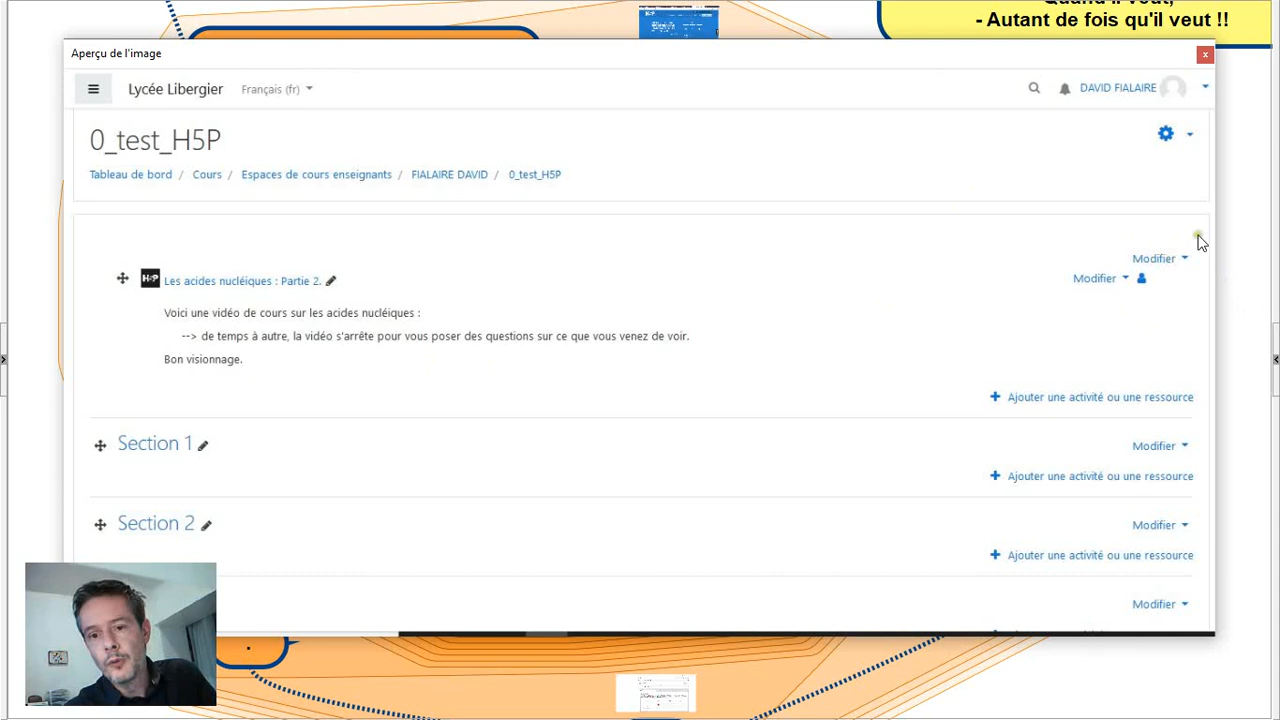 Quand il veut,
- Autant de fois qu'il veut !!
Aperçu de l'image
x
Lycée Libergier Français (fr) DAVID FIALAIRE
0_test_H5P
Tableau de bord / Cours / Espaces de cours enseignants / FIALAIRE DAVID / 0_test_H5P
Modifier
H5P Les acides nucléiques : Partie 2. Modifier
Voici une vidéo de cours sur les acides nucléiques :
--> de temps à autre, la vidéo s'arrête pour vous poser des questions sur ce que vous venez de voir.
Bon visionnage.
+ Ajouter une activité ou une ressource
Section 1 Modifier
+ Ajouter une activité ou une ressource
Section 2 Modifier
+ Ajouter une activité ou une ressource
Modifier